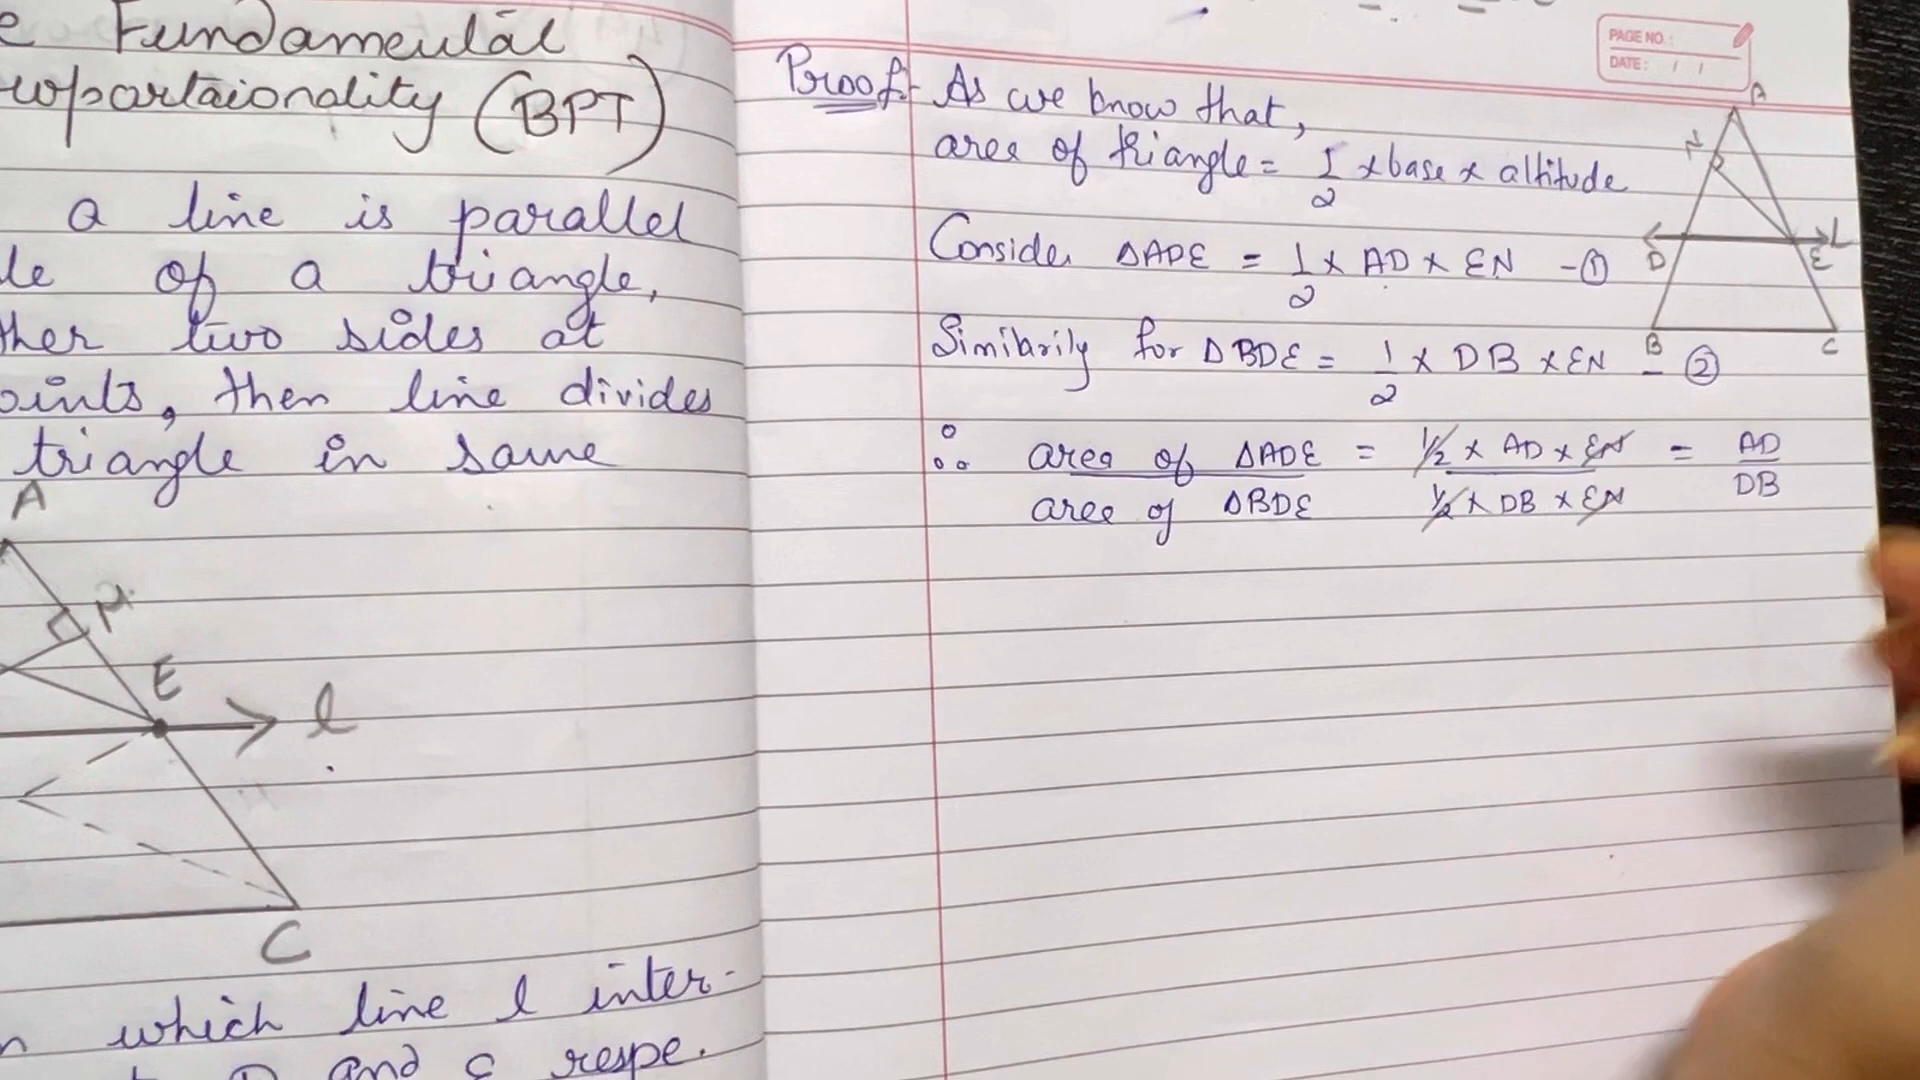 Fundamental
(BPT)
a line is parallel
of a triangle,
two sides at
, then line divides
triangle in same
A
M
E
l
C
which line l inter-
and respe.
PAGE NO.:
DATE: / /
Proof:- As we know that,
area of triangle = 1/2 × base × altitude
Consider ΔADE = 1/2 × AD × EN - ①
Similarily for ΔBDE = 1/2 × DB × EN - ②
∴ area of ΔADE / area of ΔBDE = 1/2 × AD × EN / 1/2 × DB × EN = AD / DB
A
N
L
D E
B C